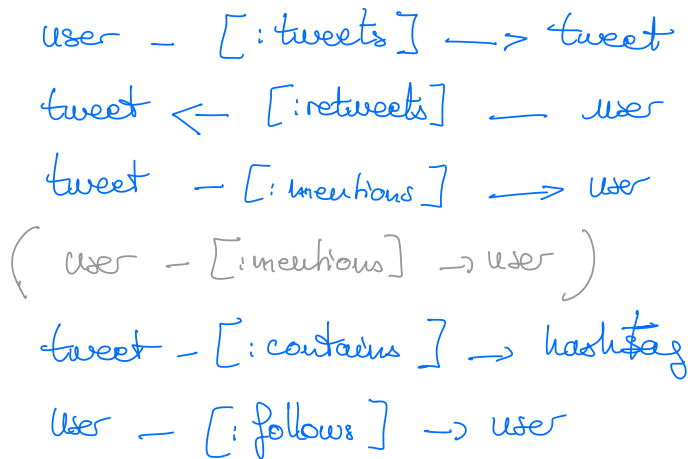 user - [:tweets] -> tweet
tweet <- [:retweets] - user
tweet - [:mentions] -> user
(user - [:mentions] -> user)
tweet - [:contains] -> hashtag
user - [:follows] -> user